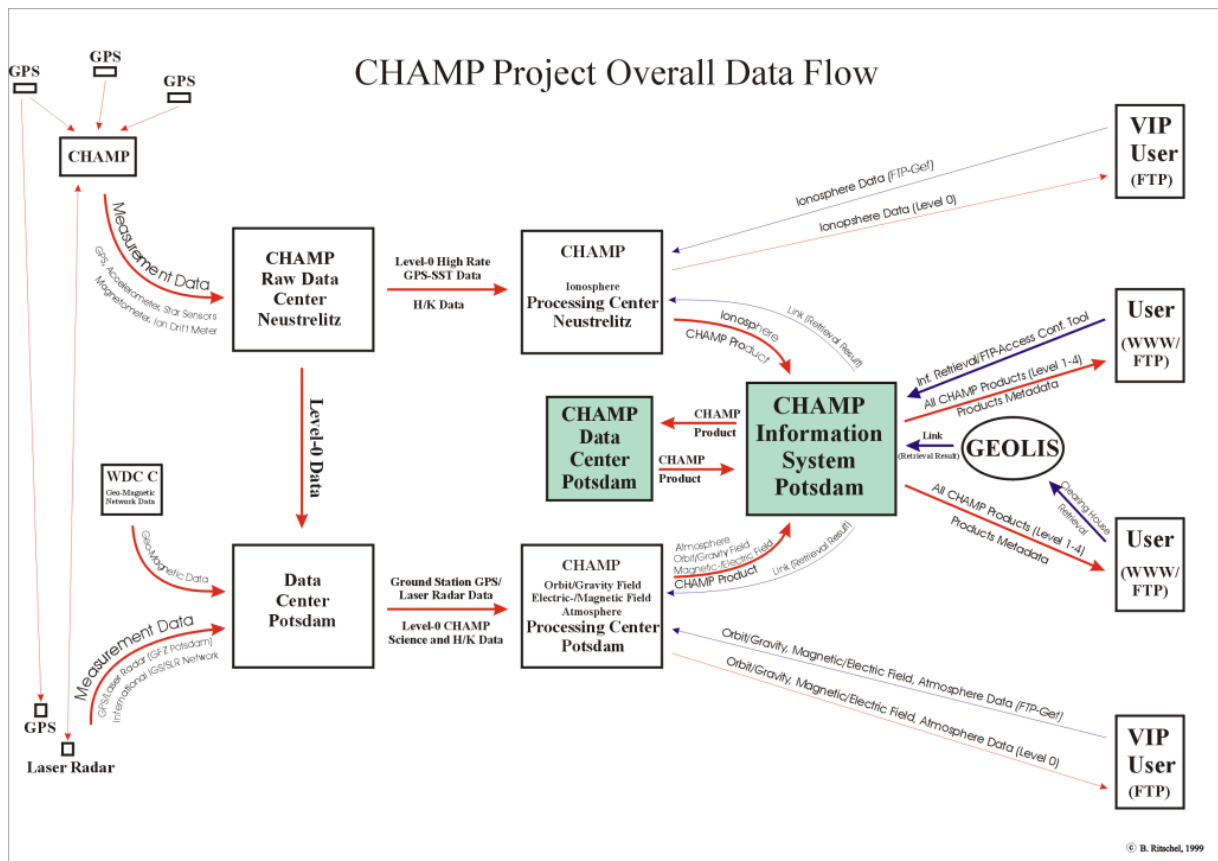 CHAMP Project Overall Data Flow
GPS
GPS
GPS
CHAMP
Measurement Data
GPS, Accelerometer, Star Sensors
Magnetometer, Ion Drift Meter
CHAMP
Raw Data
Center
Neustrelitz
Level-0 High Rate
GPS-SST Data
H/K Data
CHAMP
Ionosphere
Processing Center
Neustrelitz
Ionosphere Data (FTP-Get)
Ionopshere Data (Level 0)
VIP
User
(FTP)
Ionosphere
CHAMP Product
Link (Retrieval Result)
Inf. Retrieval/FTP-Access Conf. Tool
All CHAMP Products (Level 1-4)
Products Metadata
User
(WWW/
FTP)
Level-0 Data
CHAMP
Data
Center
Potsdam
CHAMP
Product
CHAMP
Product
CHAMP
Information
System
Potsdam
Link
(Retrieval Result)
GEOLIS
Clearing House
Retrieval
All CHAMP Products (Level 1-4)
Products Metadata
User
(WWW/
FTP)
WDC C
Geo-Magnetic
Network Data
Geo-Magnetic Data
Measurement Data
GPS/Laser Radar (GFZ Potsdam)
International IGS/SLR Network
GPS
Laser Radar
Data
Center
Potsdam
Ground Station GPS/
Laser Radar Data
Level-0 CHAMP
Science and H/K Data
CHAMP
Orbit/Gravity Field
Electric-/Magnetic Field
Atmosphere
Processing Center
Potsdam
Atmosphere
Orbit/Gravity Field
Magnetic-/Electric Field
CHAMP Product
Link (Retrieval Result)
Orbit/Gravity, Magnetic/Electric Field, Atmosphere Data (FTP-Get)
Orbit/Gravity, Magnetic/Electric Field, Atmosphere Data (Level 0)
VIP
User
(FTP)
© B. Ritschel, 1999